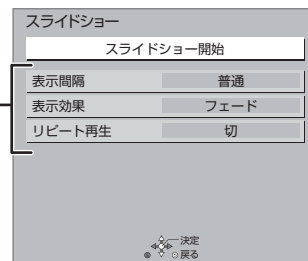 スライドショー
スライドショー開始
表示間隔 普通
表示効果 フェード
リピート再生 切
決定
戻る